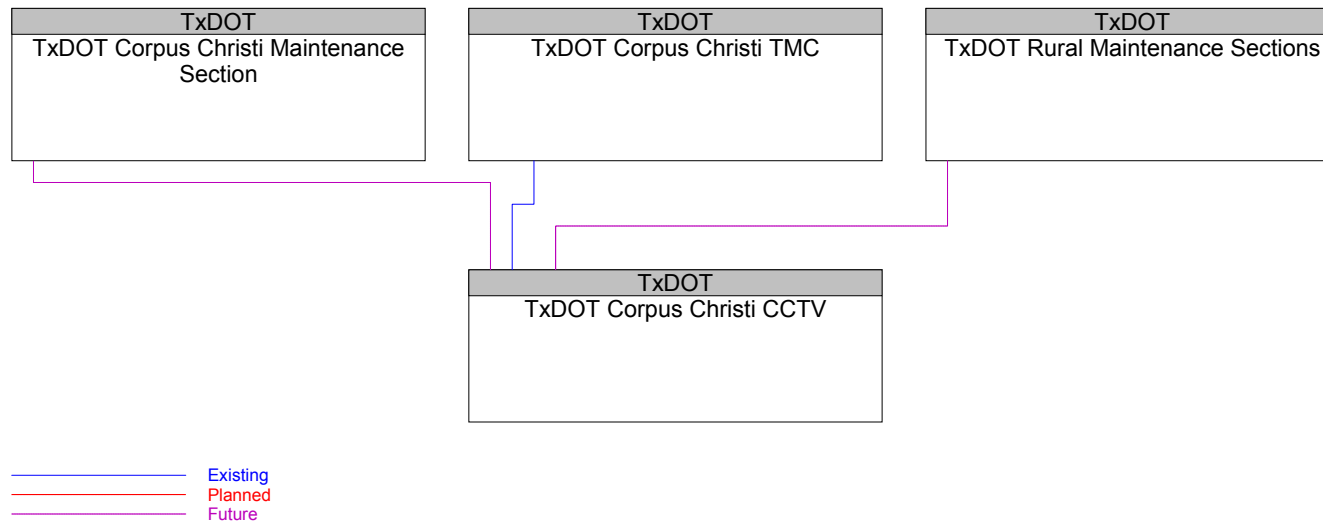 TxDOT
TxDOT Corpus Christi Maintenance
Section
TxDOT
TxDOT Corpus Christi TMC
TxDOT
TxDOT Rural Maintenance Sections
TxDOT
TxDOT Corpus Christi CCTV
Existing
Planned
Future